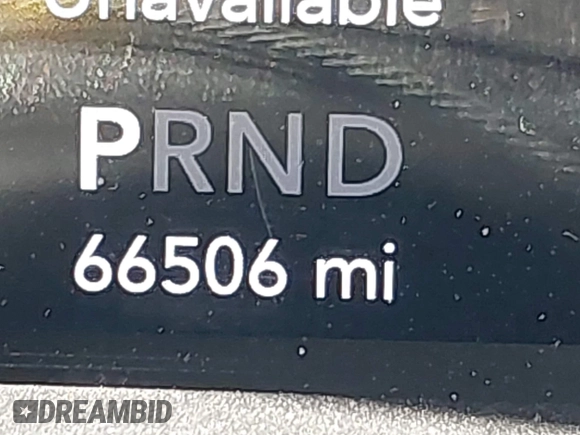 Unavailable
PRND
66506 mi
DREAMBID